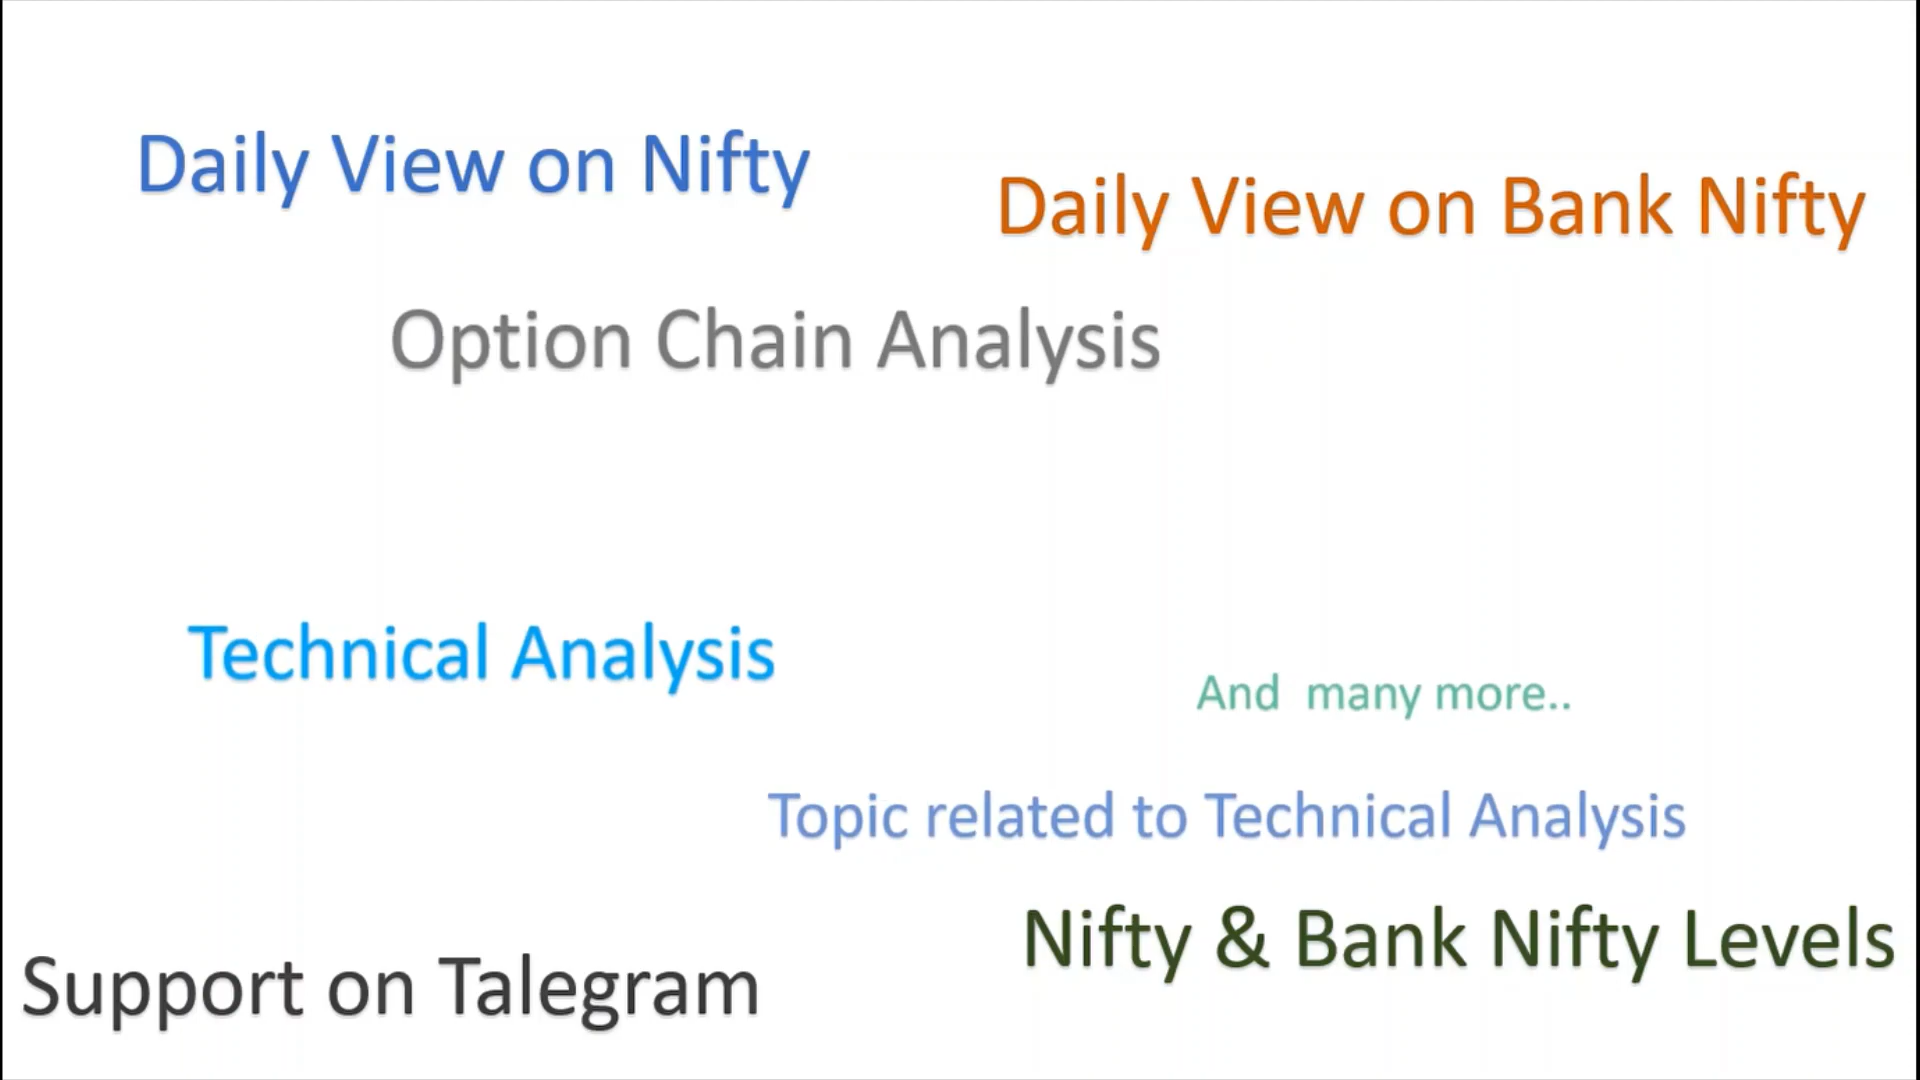 Daily View on Nifty
Daily View on Bank Nifty
Option Chain Analysis
Technical Analysis
And many more..
Topic related to Technical Analysis
Nifty & Bank Nifty Levels
Support on Talegram